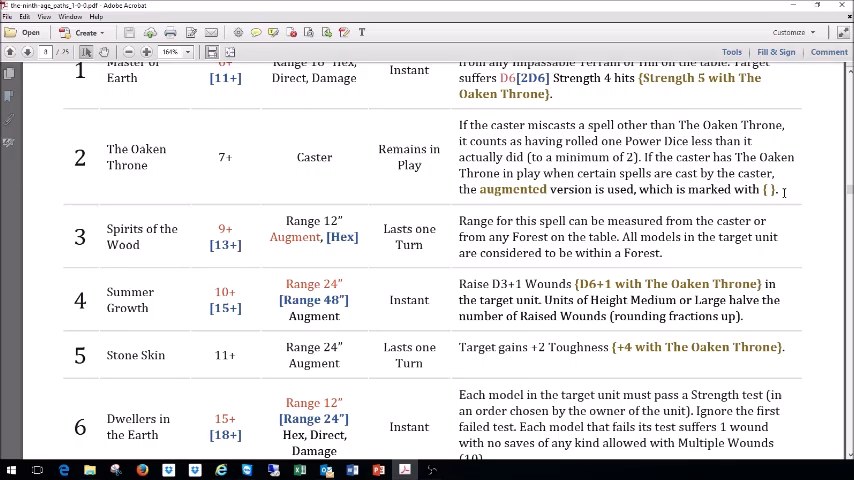 the-ninth-age_paths_1-0-0.pdf - Adobe Acrobat
File Edit View Window Help
Open Create Customize
8 / 25 164% Tools Fill & Sign Comment
1 Earth [11+] Direct, Damage Instant
suffers D6[2D6] Strength 4 hits {Strength 5 with The
Oaken Throne}.
2 The Oaken Throne 7+ Caster Remains in Play
If the caster miscasts a spell other than The Oaken Throne,
it counts as having rolled one Power Dice less than it
actually did (to a minimum of 2). If the caster has The Oaken
Throne in play when certain spells are cast by the caster,
the augmented version is used, which is marked with { }.
3 Spirits of the Wood 9+ [13+] Range 12" Augment, [Hex] Lasts one Turn
Range for this spell can be measured from the caster or
from any Forest on the table. All models in the target unit
are considered to be within a Forest.
4 Summer Growth 10+ [15+] Range 24" [Range 48"] Augment Instant
Raise D3+1 Wounds {D6+1 with The Oaken Throne} in
the target unit. Units of Height Medium or Large halve the
number of Raised Wounds (rounding fractions up).
5 Stone Skin 11+ Range 24" Augment Lasts one Turn
Target gains +2 Toughness {+4 with The Oaken Throne}.
6 Dwellers in the Earth 15+ [18+] Range 12" [Range 24"] Hex, Direct, Damage Instant
Each model in the target unit must pass a Strength test (in
an order chosen by the owner of the unit). Ignore the first
failed test. Each model that fails its test suffers 1 wound
with no saves of any kind allowed with Multiple Wounds